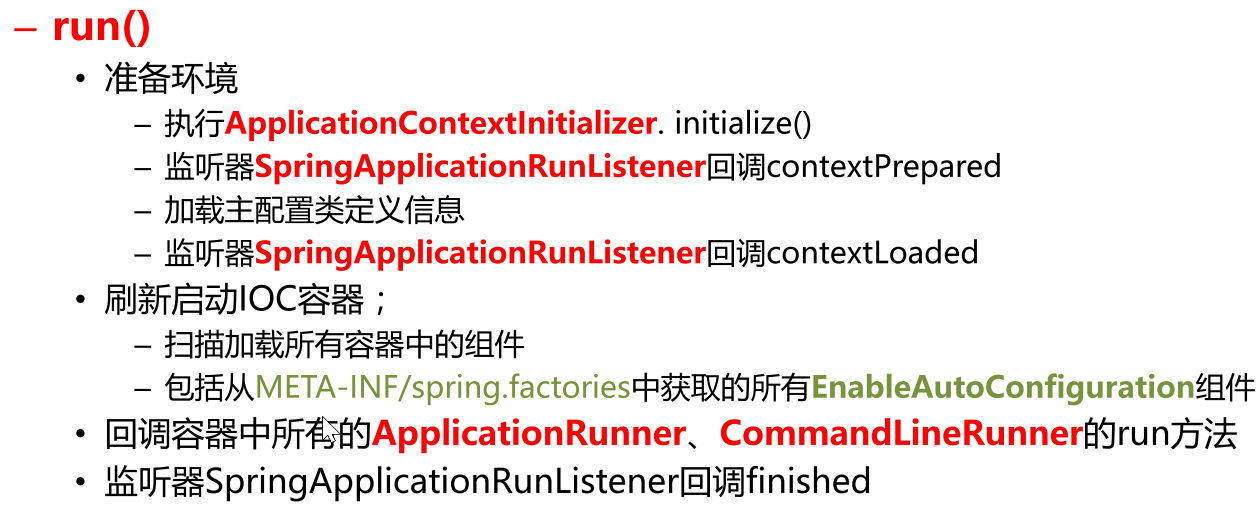 – run()
• 准备环境
– 执行ApplicationContextInitializer. initialize()
– 监听器SpringApplicationRunListener回调contextPrepared
– 加载主配置类定义信息
– 监听器SpringApplicationRunListener回调contextLoaded
• 刷新启动IOC容器；
– 扫描加载所有容器中的组件
– 包括从META-INF/spring.factories中获取的所有EnableAutoConfiguration组件
• 回调容器中所有的ApplicationRunner、CommandLineRunner的run方法
• 监听器SpringApplicationRunListener回调finished